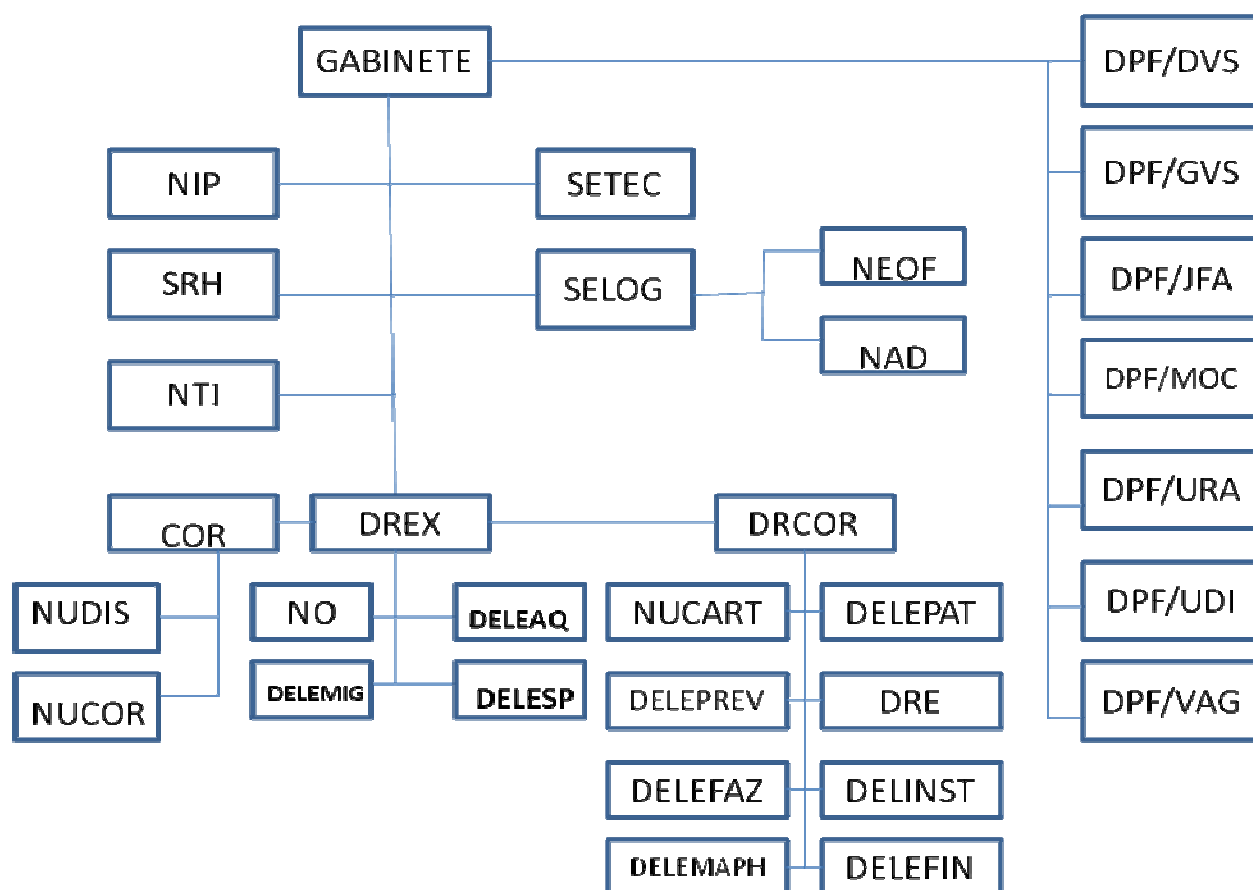 GABINETE
DPF/DVS
NIP
SETEC
DPF/GVS
SRH
SELOG
NEOF
DPF/JFA
NAD
NTI
DPF/MOC
COR
DREX
DRCOR
DPF/URA
NUDIS
NO
DELEAQ
NUCART
DELEPAT
DPF/UDI
NUCOR
DELEMIG
DELESP
DELEPREV
DRE
DPF/VAG
DELEFAZ
DELINST
DELEMAPH
DELEFIN